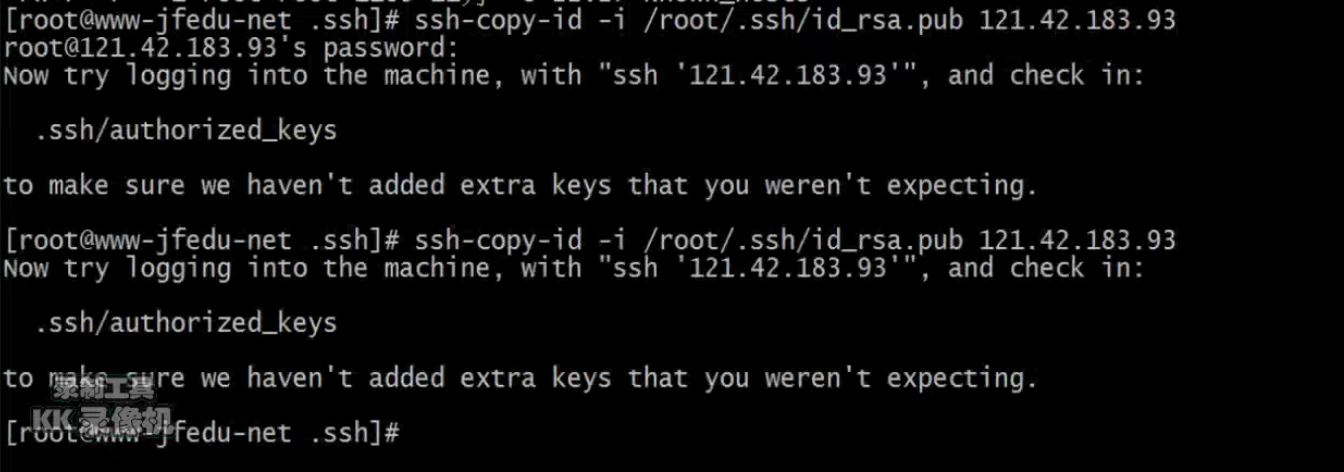 [root@www-jfedu-net .ssh]# ssh-copy-id -i /root/.ssh/id_rsa.pub 121.42.183.93
root@121.42.183.93's password:
Now try logging into the machine, with "ssh '121.42.183.93'", and check in:
.ssh/authorized_keys
to make sure we haven't added extra keys that you weren't expecting.
[root@www-jfedu-net .ssh]# ssh-copy-id -i /root/.ssh/id_rsa.pub 121.42.183.93
Now try logging into the machine, with "ssh '121.42.183.93'", and check in:
.ssh/authorized_keys
to make sure we haven't added extra keys that you weren't expecting.
录制工具
KK 录像机
[root@www-jfedu-net .ssh]#